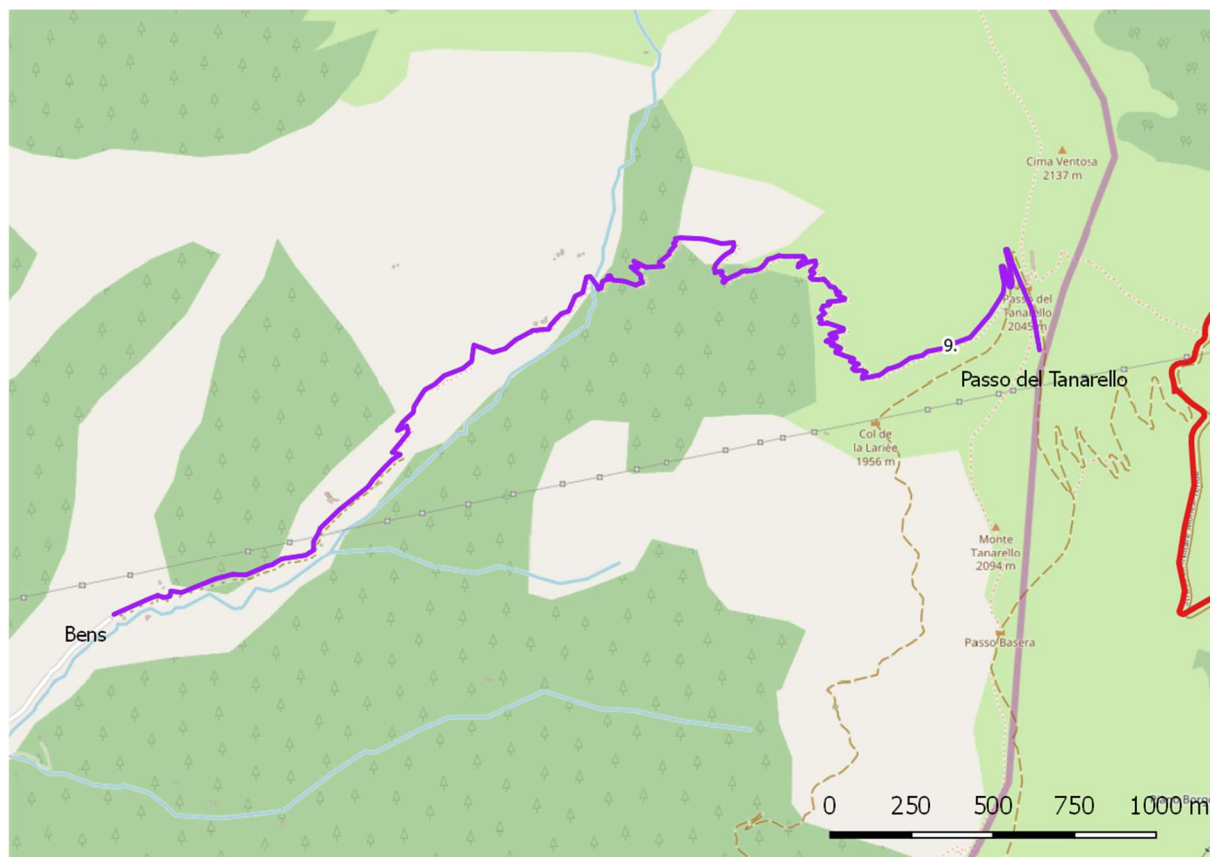 Cima Ventosa
2137 m
Passo del
Tanarello
2045 m
9.
Passo del Tanarello
Col de
la Lariée
1956 m
Monte
Tanarello
2094 m
Bens
Passo Basera
0 250 500 750 1000 m